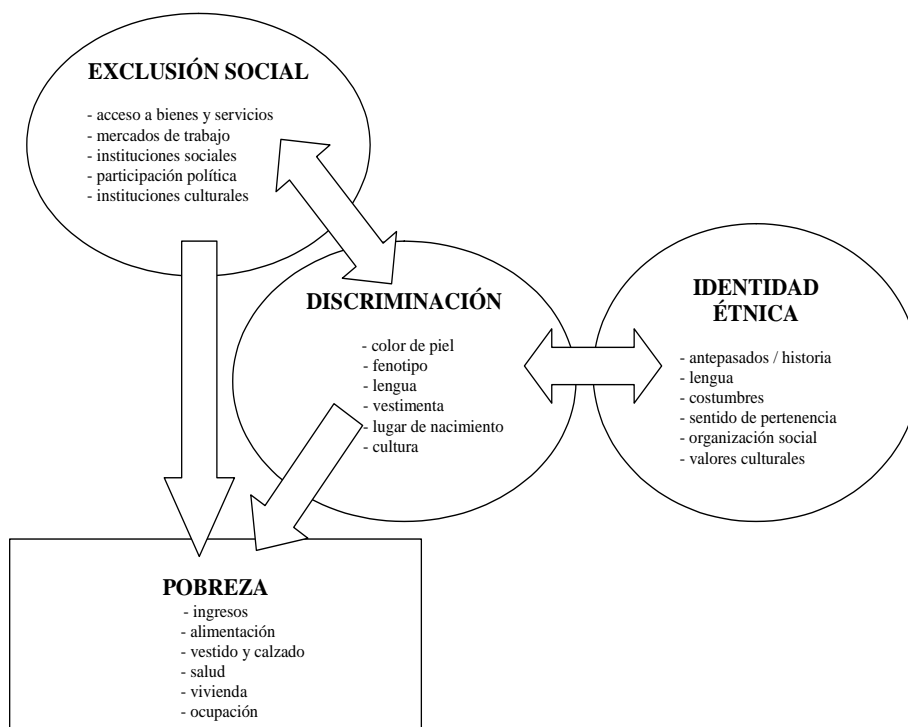 EXCLUSIÓN SOCIAL
- acceso a bienes y servicios
- mercados de trabajo
- instituciones sociales
- participación política
- instituciones culturales
DISCRIMINACIÓN
- color de piel
- fenotipo
- lengua
- vestimenta
- lugar de nacimiento
- cultura
IDENTIDAD
ÉTNICA
- antepasados / historia
- lengua
- costumbres
- sentido de pertenencia
- organización social
- valores culturales
POBREZA
- ingresos
- alimentación
- vestido y calzado
- salud
- vivienda
- ocupación